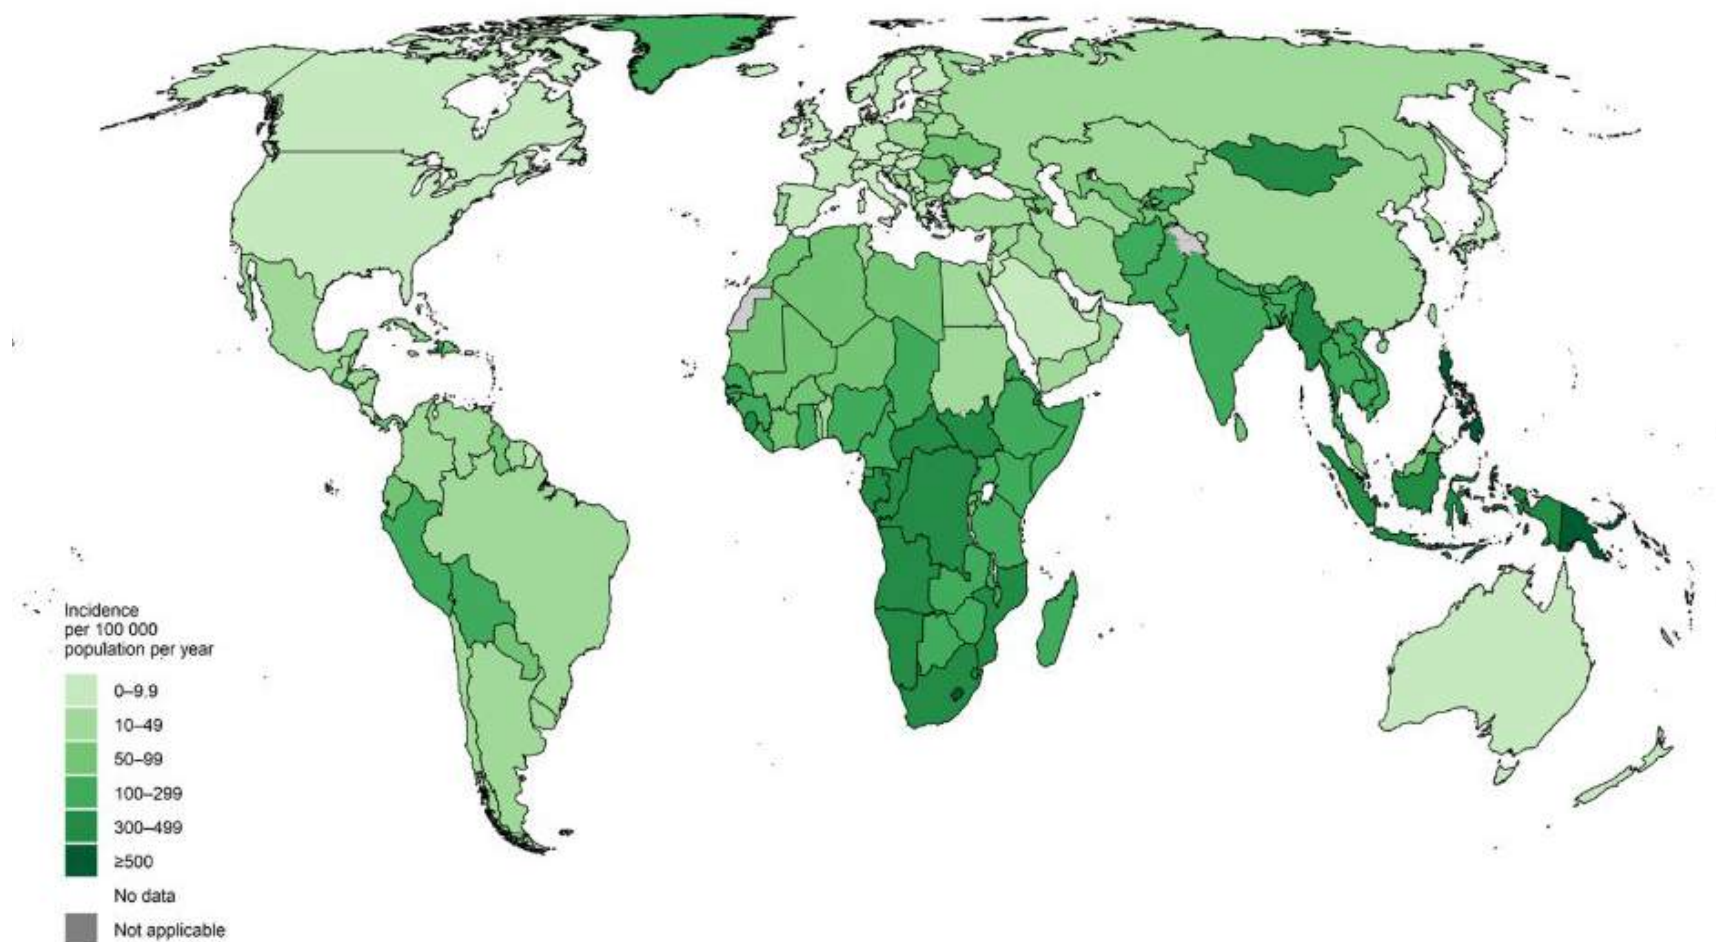 Incidence
per 100 000
population per year
0–9.9
10–49
50–99
100–299
300–499
≥500
No data
Not applicable